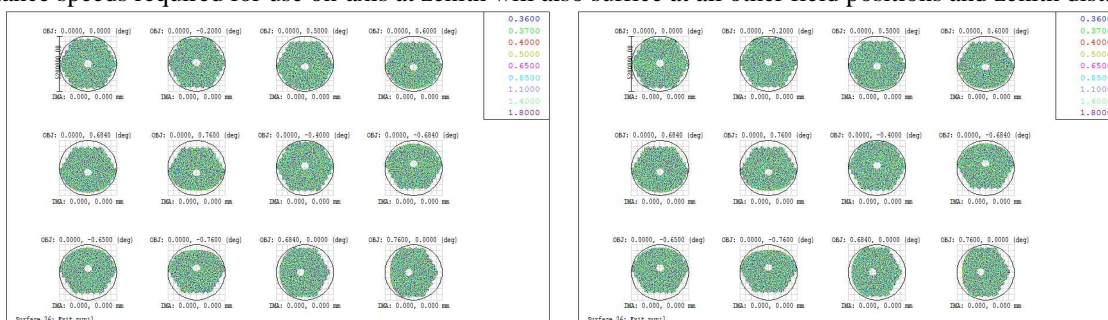 tance speeds required for use on-axis at zenith will also suffice at all other field positions and zenith dist
OBJ: 0.0000, 0.0000 (deg) OBJ: 0.0000, -0.2000 (deg) OBJ: 0.0000, 0.5000 (deg) OBJ: 0.0000, 0.6000 (deg)
IMA: 0.000, 0.000 mm IMA: 0.000, 0.000 mm IMA: 0.000, 0.000 mm IMA: 0.000, 0.000 mm
OBJ: 0.0000, 0.6840 (deg) OBJ: 0.0000, 0.7600 (deg) OBJ: 0.0000, -0.4000 (deg) OBJ: 0.0000, -0.6840 (deg)
IMA: 0.000, 0.000 mm IMA: 0.000, 0.000 mm IMA: 0.000, 0.000 mm IMA: 0.000, 0.000 mm
OBJ: 0.0000, -0.6500 (deg) OBJ: 0.0000, -0.7600 (deg) OBJ: 0.6840, 0.0000 (deg) OBJ: 0.7600, 0.0000 (deg)
IMA: 0.000, 0.000 mm IMA: 0.000, 0.000 mm IMA: 0.000, 0.000 mm IMA: 0.000, 0.000 mm
Surface 36: Exit pupil
0.3600
0.3700
0.4000
0.5000
0.6500
0.8500
1.1000
1.4000
1.8000
OBJ: 0.0000, 0.0000 (deg) OBJ: 0.0000, -0.2000 (deg) OBJ: 0.0000, 0.5000 (deg) OBJ: 0.0000, 0.6000 (deg)
IMA: 0.000, 0.000 mm IMA: 0.000, 0.000 mm IMA: 0.000, 0.000 mm IMA: 0.000, 0.000 mm
OBJ: 0.0000, 0.6840 (deg) OBJ: 0.0000, 0.7600 (deg) OBJ: 0.0000, -0.4000 (deg) OBJ: 0.0000, -0.6840 (deg)
IMA: 0.000, 0.000 mm IMA: 0.000, 0.000 mm IMA: 0.000, 0.000 mm IMA: 0.000, 0.000 mm
OBJ: 0.0000, -0.6500 (deg) OBJ: 0.0000, -0.7600 (deg) OBJ: 0.6840, 0.0000 (deg) OBJ: 0.7600, 0.0000 (deg)
IMA: 0.000, 0.000 mm IMA: 0.000, 0.000 mm IMA: 0.000, 0.000 mm IMA: 0.000, 0.000 mm
Surface 36: Exit pupil
0.3600
0.3700
0.4000
0.5000
0.6500
0.8500
1.1000
1.4000
1.8000